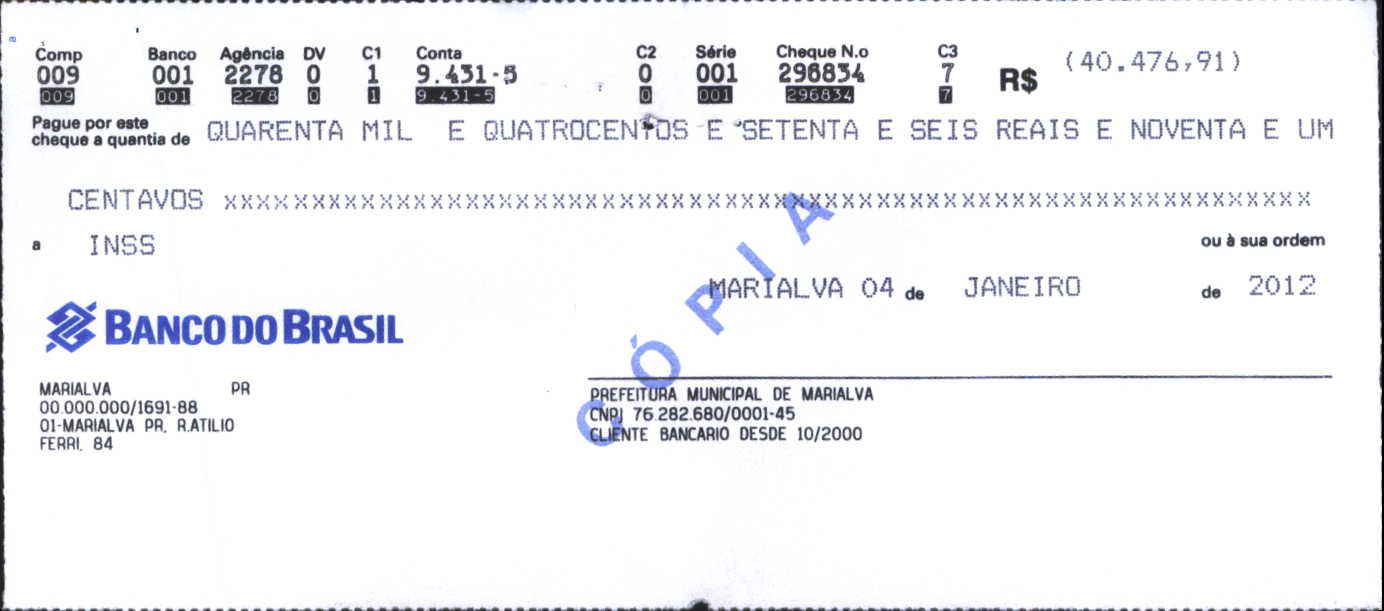 Comp Banco Agência DV C1 Conta C2 Série Cheque N.o C3
009 001 2278 0 1 9.431-5 0 001 296834 7 R$ (40.476,91)
009 001 2278 0 1 9.431-5 0 001 296834 7
Pague por este
cheque a quantia de QUARENTA MIL E QUATROCENTOS E SETENTA E SEIS REAIS E NOVENTA E UM
CENTAVOS xxxxxxxxxxxxxxxxxxxxxxxxxxxxxxxxxxxxxxxxxxxxxxxxxxxxxxxxxxxxxxxxx
a INSS ou à sua ordem
MARIALVA 04 de JANEIRO de 2012
BANCO DO BRASIL
CÓPIA
MARIALVA PR
00.000.000/1691-88
01-MARIALVA PR, R.ATILIO
FERRI, 84
PREFEITURA MUNICIPAL DE MARIALVA
CNPJ 76.282.680/0001-45
CLIENTE BANCARIO DESDE 10/2000